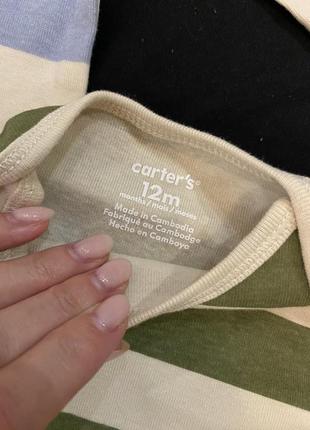 carter's®
12m
months / mois / meses
Made in Cambodia
Fabriqué au Cambodge
Hecho en Camboya